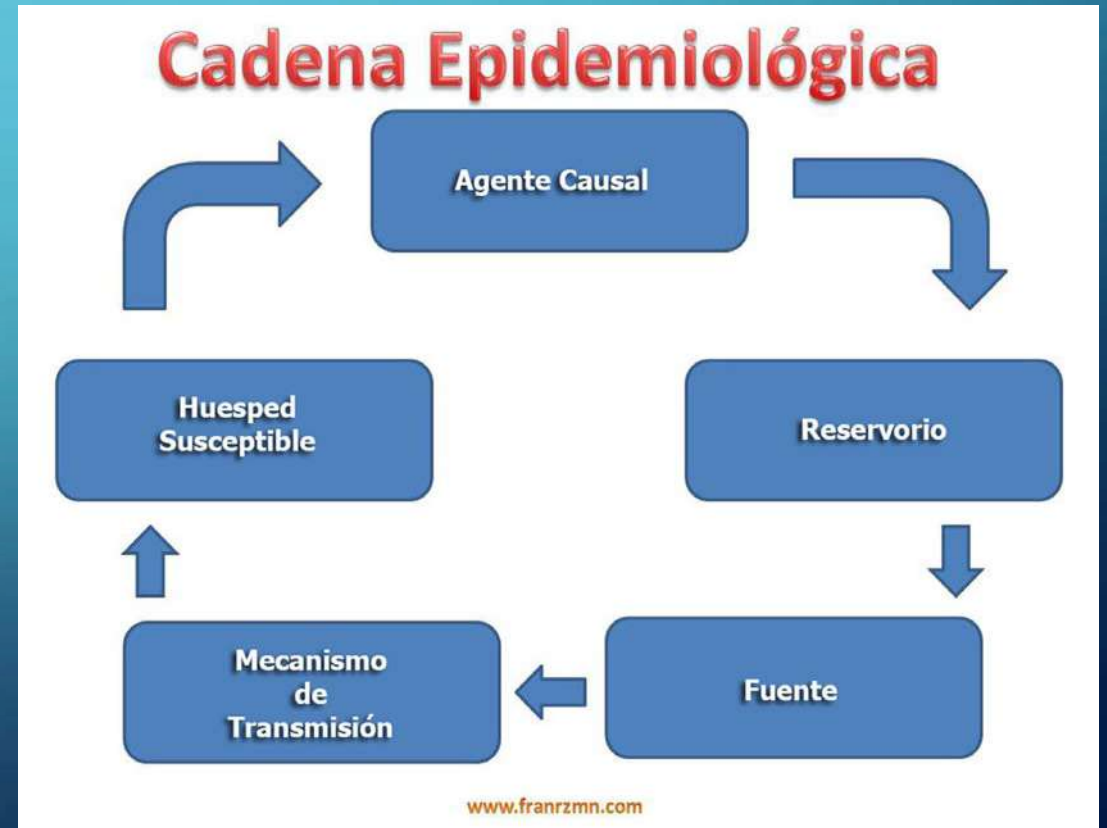 Cadena Epidemiológica
Agente Causal
Reservorio
Fuente
Mecanismo
de
Transmisión
Huesped
Susceptible
www.franrzmn.com